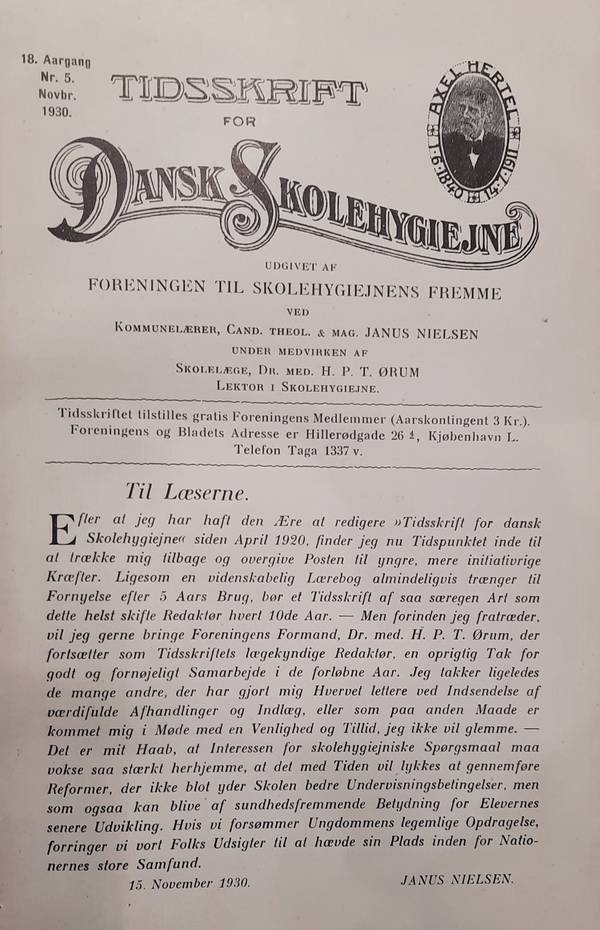 18. Aargang
Nr. 5.
Novbr.
1930.
TIDSSKRIFT
FOR
DANSK SKOLEHYGIEJNE
AXEL HERTEL
1·6·1840 14·7·1911
UDGIVET AF
FORENINGEN TIL SKOLEHYGIEJNENS FREMME
VED
KOMMUNELÆRER, CAND. THEOL. & MAG. JANUS NIELSEN
UNDER MEDVIRKEN AF
SKOLELÆGE, DR. MED. H. P. T. ØRUM
LEKTOR I SKOLEHYGIEJNE.
Tidsskriftet tilstilles gratis Foreningens Medlemmer (Aarskontingent 3 Kr.).
Foreningens og Bladets Adresse er Hillerødgade 26 4, Kjøbenhavn L.
Telefon Taga 1337 v.
Til Læserne.
Efter at jeg har haft den Ære at redigere »Tidsskrift for dansk
Skolehygiejne« siden April 1920, finder jeg nu Tidspunktet inde til
at trække mig tilbage og overgive Posten til yngre, mere initiativrige
Kræfter. Ligesom en videnskabelig Lærebog almindeligvis trænger til
Fornyelse efter 5 Aars Brug, bør et Tidsskrift af saa særegen Art som
dette helst skifte Redaktør hvert 10de Aar. — Men forinden jeg fratræder,
vil jeg gerne bringe Foreningens Formand, Dr. med. H. P. T. Ørum, der
fortsætter som Tidsskriftets lægekyndige Redaktør, en oprigtig Tak for
godt og fornøjeligt Samarbejde i de forløbne Aar. Jeg takker ligeledes
de mange andre, der har gjort mig Hvervet lettere ved Indsendelse af
værdifulde Afhandlinger og Indlæg, eller som paa anden Maade er
kommet mig i Møde med en Venlighed og Tillid, jeg ikke vil glemme. —
Det er mit Haab, at Interessen for skolehygiejniske Spørgsmaal maa
vokse saa stærkt herhjemme, at det med Tiden vil lykkes at gennemføre
Reformer, der ikke blot yder Skolen bedre Undervisningsbetingelser, men
som ogsaa kan blive af sundhedsfremmende Betydning for Elevernes
senere Udvikling. Hvis vi forsømmer Ungdommens legemlige Opdragelse,
forringer vi vort Folks Udsigter til at hævde sin Plads inden for Natio-
nernes store Samfund.
15. November 1930. JANUS NIELSEN.